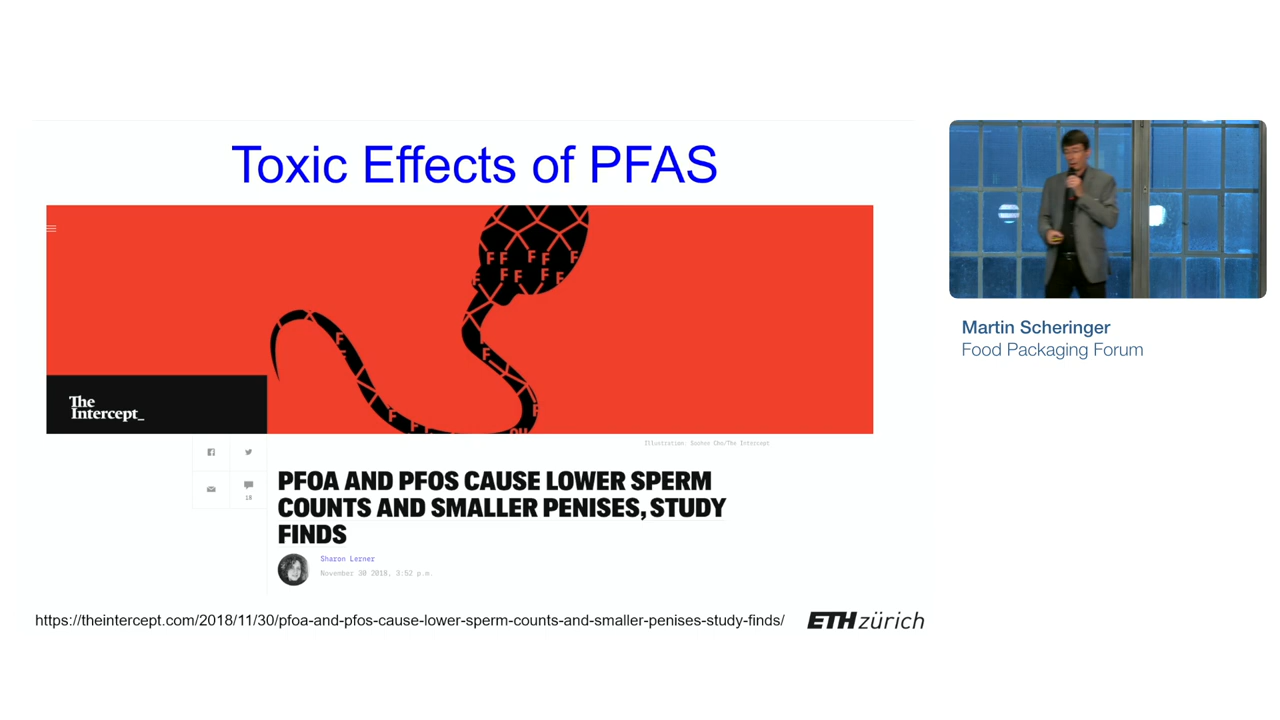 Toxic Effects of PFAS
F F F F F
F F F F
F
F
F
F
F
F
F
The
Intercept_
Illustration: Soohee Cho/The Intercept
18
PFOA AND PFOS CAUSE LOWER SPERM
COUNTS AND SMALLER PENISES, STUDY
FINDS
Sharon Lerner
November 30 2018, 3:52 p.m.
https://theintercept.com/2018/11/30/pfoa-and-pfos-cause-lower-sperm-counts-and-smaller-penises-study-finds/
ETH zürich
Martin Scheringer
Food Packaging Forum